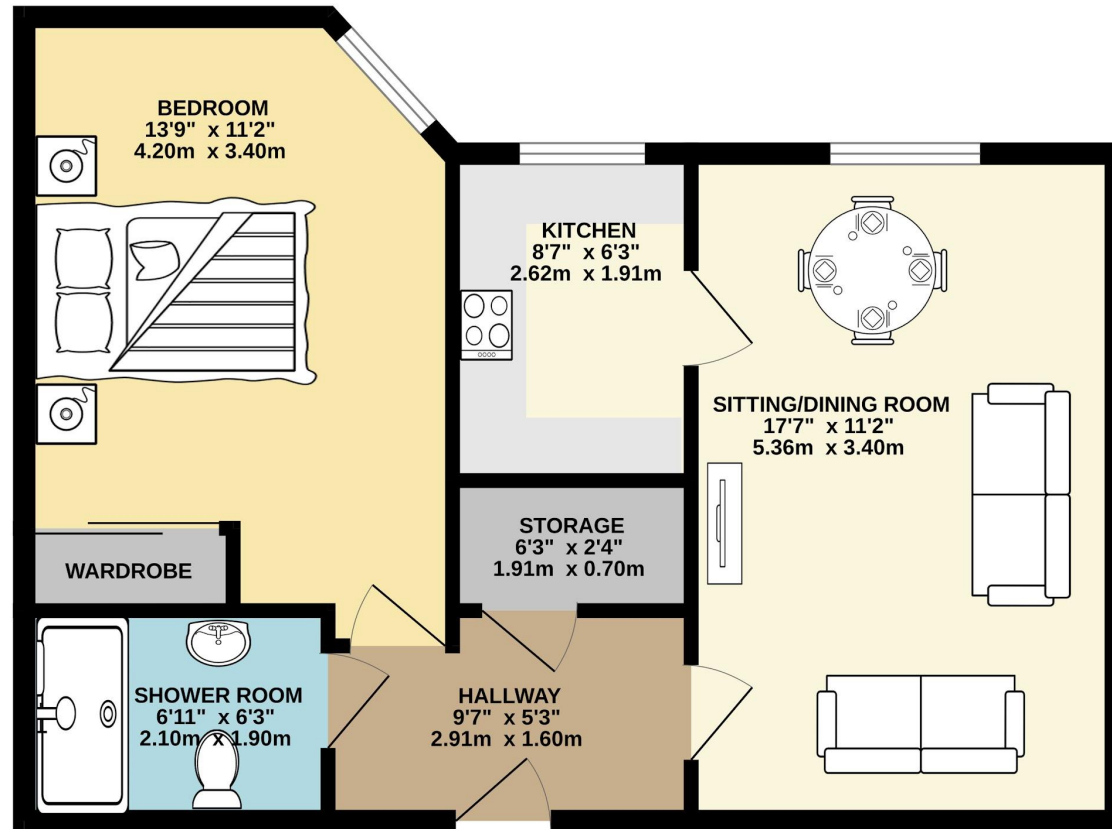 BEDROOM
13'9" x 11'2"
4.20m x 3.40m
KITCHEN
8'7" x 6'3"
2.62m x 1.91m
SITTING/DINING ROOM
17'7" x 11'2"
5.36m x 3.40m
STORAGE
6'3" x 2'4"
1.91m x 0.70m
WARDROBE
SHOWER ROOM
6'11" x 6'3"
2.10m x 1.90m
HALLWAY
9'7" x 5'3"
2.91m x 1.60m